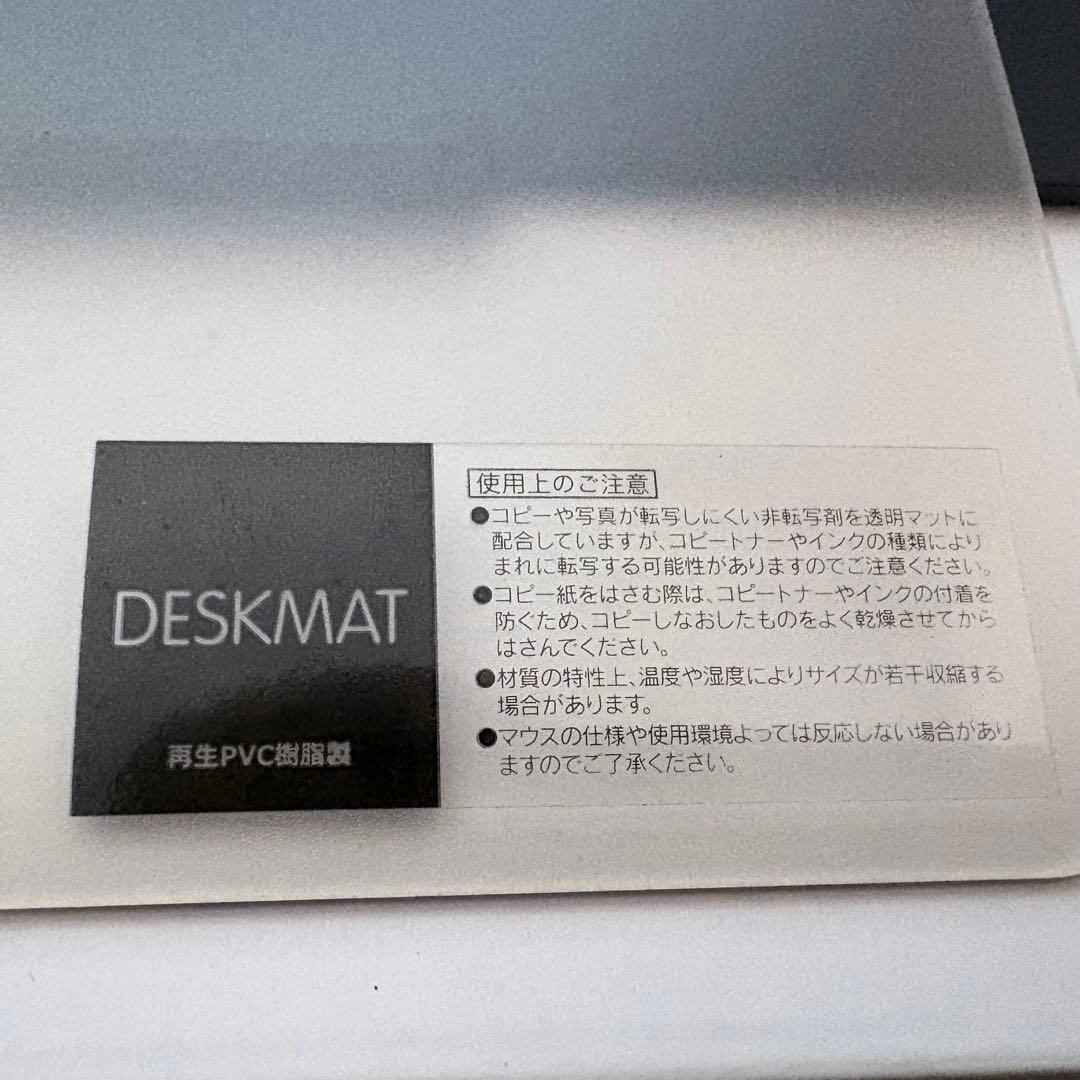 DESKMAT
再生PVC樹脂製
使用上のご注意
●コピーや写真が転写しにくい非転写剤を透明マットに
配合していますが、コピートナーやインクの種類により
まれに転写する可能性がありますのでご注意ください。
●コピー紙をはさむ際は、コピートナーやインクの付着を
防ぐため、コピーしなおしたものをよく乾燥させてから
はさんでください。
●材質の特性上、温度や湿度によりサイズが若干収縮する
場合があります。
●マウスの仕様や使用環境よっては反応しない場合があり
ますのでご了承ください。